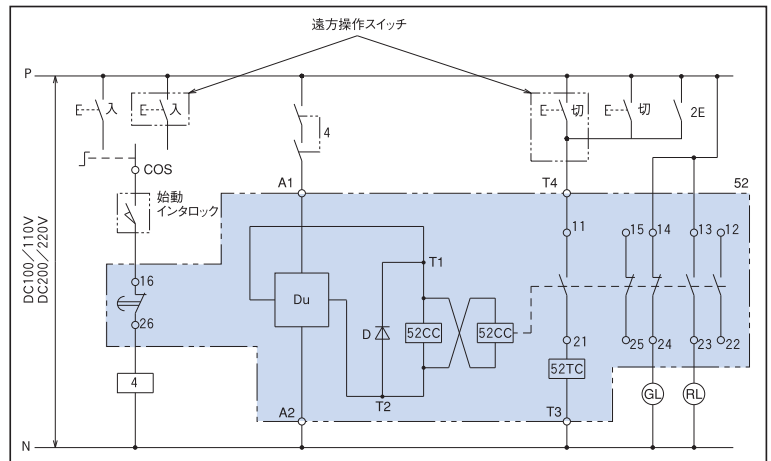 遠方操作スイッチ
P
入
入
4
切
切
2E
COS
A1
T4
52
始動
インタロック
DC100/110V
DC200/220V
11
15
14
13
12
T1
16
Du
D
52CC
52CC
26
21
25
24
23
22
4
T2
52TC
GL
RL
A2
T3
N